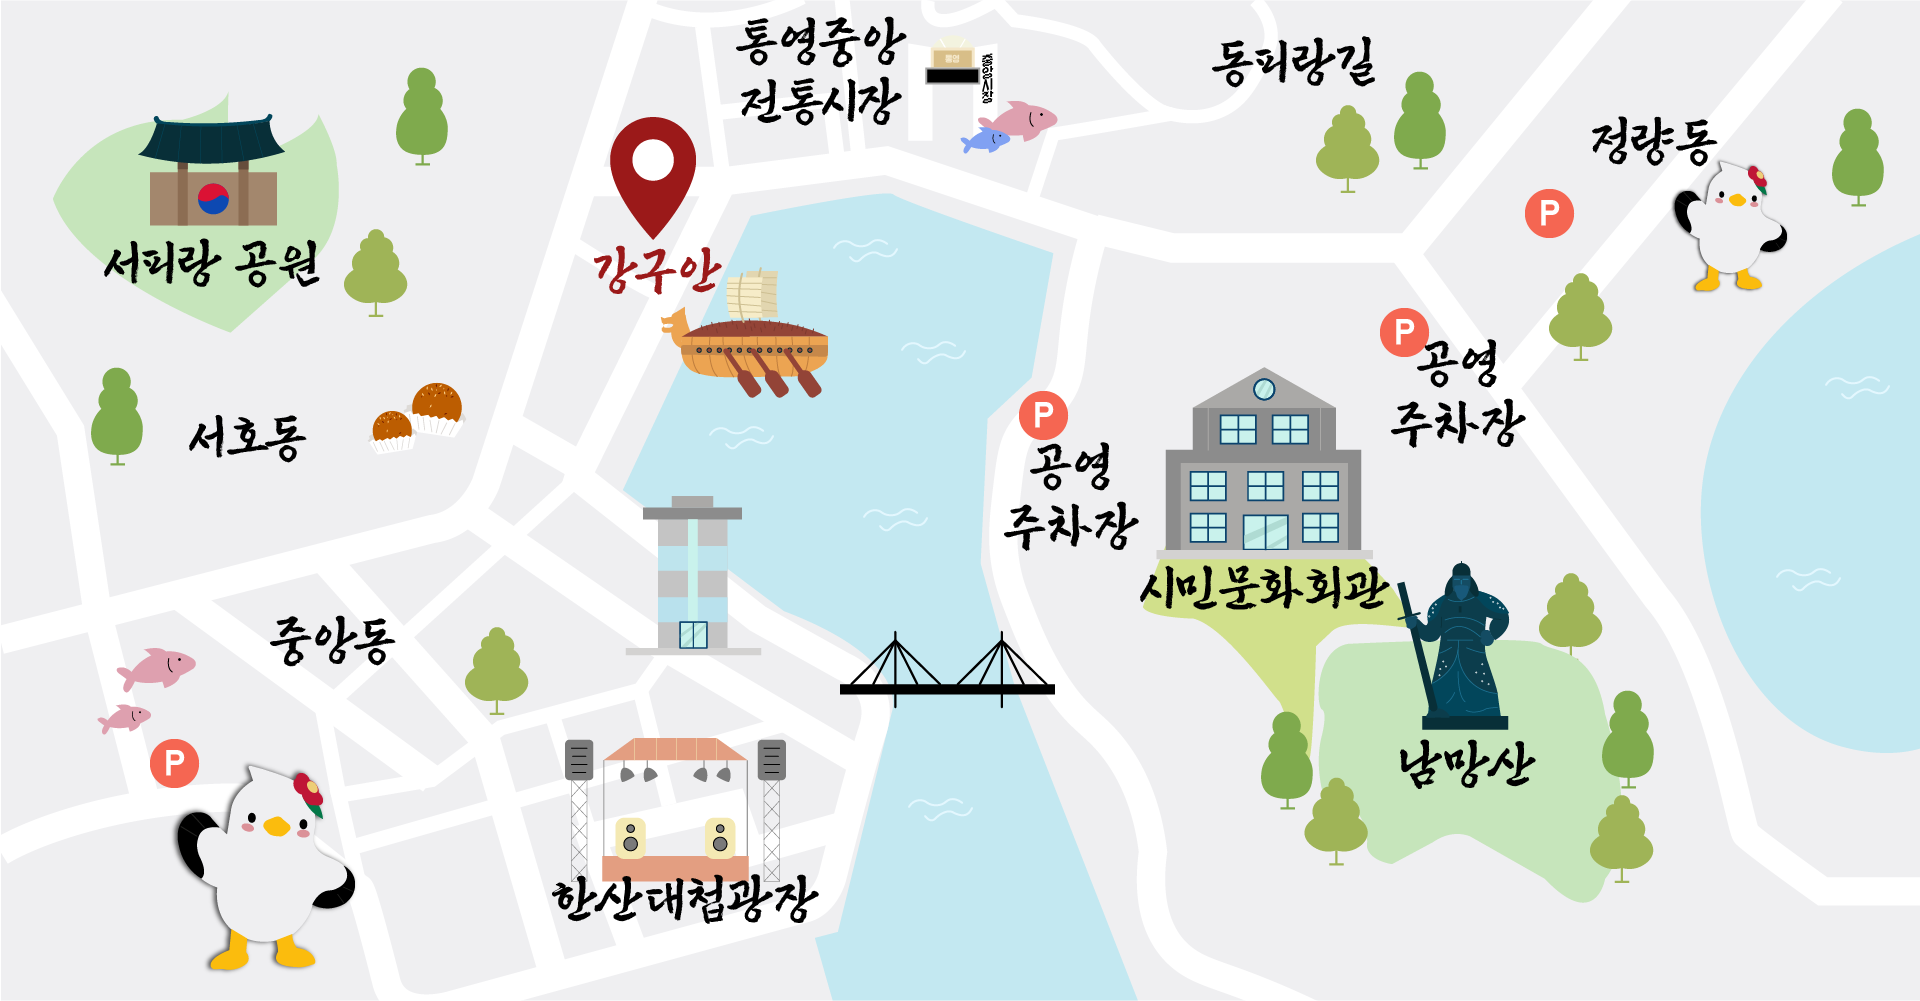 통영중앙
전통시장
중앙시장
동피랑길
정량동
P
서피랑 공원
강구안
P
공영
주차장
서호동
P
공영
주차장
시민문화회관
중앙동
P
남망산
한산대첩광장